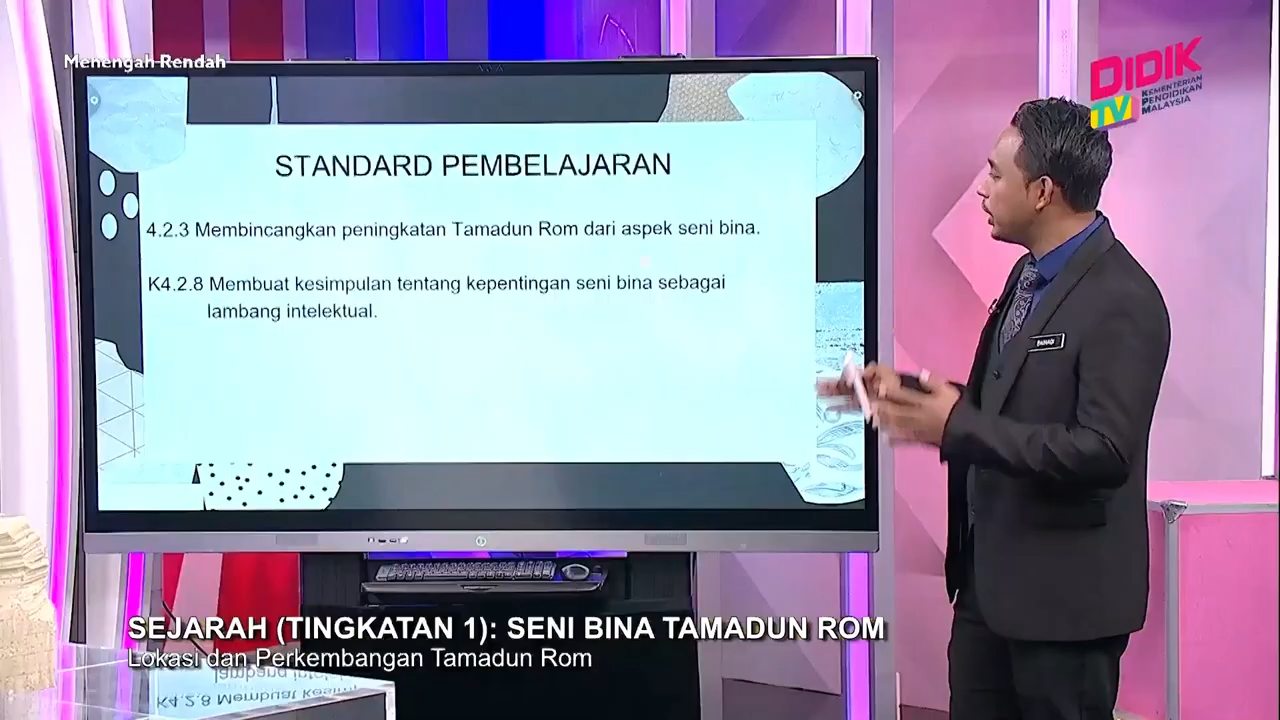 Menengah Rendah
DIDIK
TV
KEMENTERIAN
PENDIDIKAN
MALAYSIA
STANDARD PEMBELAJARAN
4.2.3 Membincangkan peningkatan Tamadun Rom dari aspek seni bina.
K4.2.8 Membuat kesimpulan tentang kepentingan seni bina sebagai
lambang intelektual.
SEJARAH (TINGKATAN 1): SENI BINA TAMADUN ROM
Lokasi dan Perkembangan Tamadun Rom